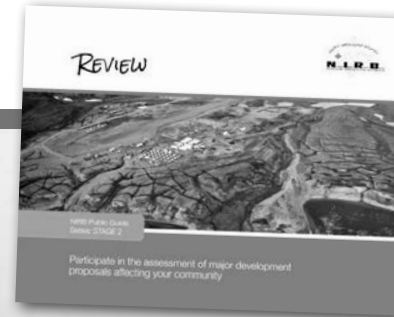 REVIEW
N.I.R.B
NIRB Public Guide
Series: STAGE 2
Participate in the assessment of major development
proposals affecting your community